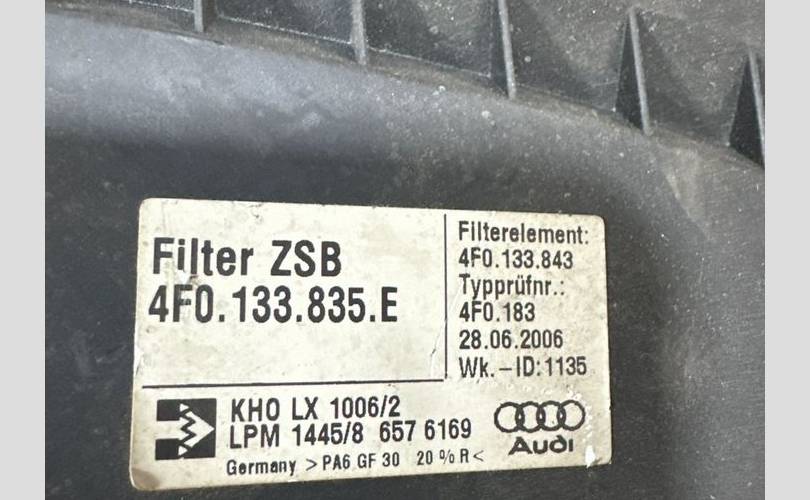 Filter ZSB
4F0.133.835.E
Filterelement:
4F0.133.843
Typprüfnr.:
4F0.183
28.06.2006
Wk.-ID:1135
KHO LX 1006/2
LPM 1445/8 657 6169
Germany >PA6 GF 30 20% R<
Audi